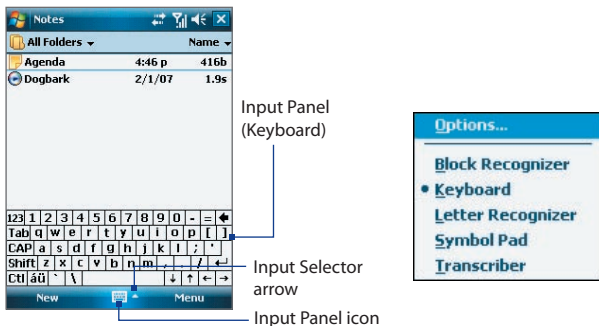 Notes
All Folders
Name
Agenda 4:46 p 416b
Dogbark 2/1/07 1.9s
123 1 2 3 4 5 6 7 8 9 0 - =
Tab q w e r t y u i o p [ ]
CAP a s d f g h j k l ; '
Shift z x c v b n m , . /
Ctl áü ` \
New
Menu
Input Panel
(Keyboard)
Input Selector
arrow
Input Panel icon
Options...
Block Recognizer
Keyboard
Letter Recognizer
Symbol Pad
Transcriber